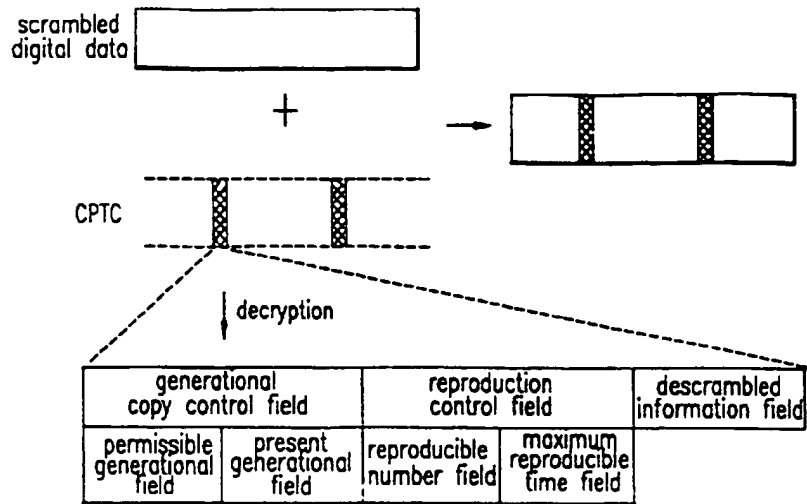 scrambled
digital data
CPTC
decryption
generational
copy control field
reproduction
control field
descrambled
information field
permissible
generational
field
present
generational field
reproducible
number field
maximum
reproducible
time field